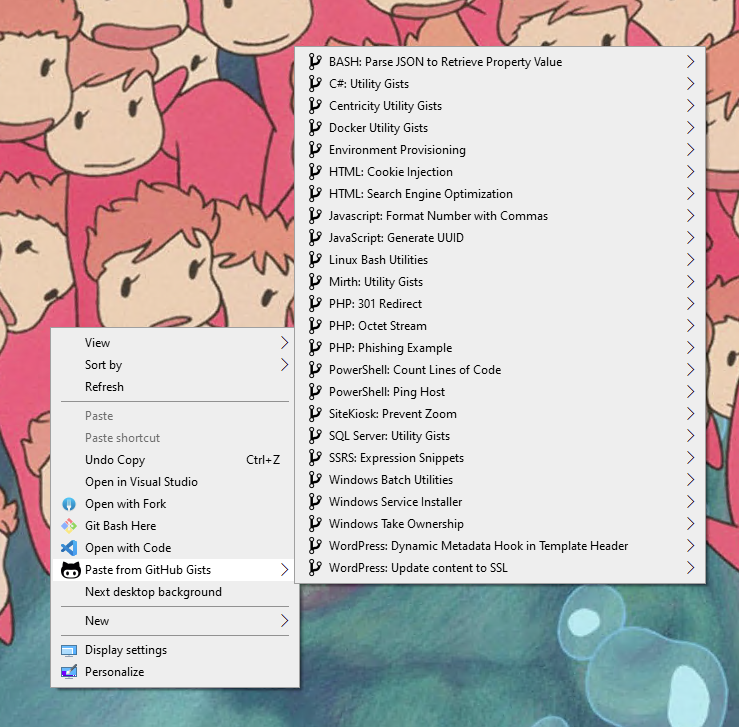 BASH: Parse JSON to Retrieve Property Value
C#: Utility Gists
Centricity Utility Gists
Docker Utility Gists
Environment Provisioning
HTML: Cookie Injection
HTML: Search Engine Optimization
Javascript: Format Number with Commas
JavaScript: Generate UUID
Linux Bash Utilities
Mirth: Utility Gists
PHP: 301 Redirect
PHP: Octet Stream
PHP: Phishing Example
PowerShell: Count Lines of Code
PowerShell: Ping Host
SiteKiosk: Prevent Zoom
SQL Server: Utility Gists
SSRS: Expression Snippets
Windows Batch Utilities
Windows Service Installer
Windows Take Ownership
WordPress: Dynamic Metadata Hook in Template Header
WordPress: Update content to SSL
View
Sort by
Refresh
Paste
Paste shortcut
Undo Copy Ctrl+Z
Open in Visual Studio
Open with Fork
Git Bash Here
Open with Code
Paste from GitHub Gists
Next desktop background
New
Display settings
Personalize